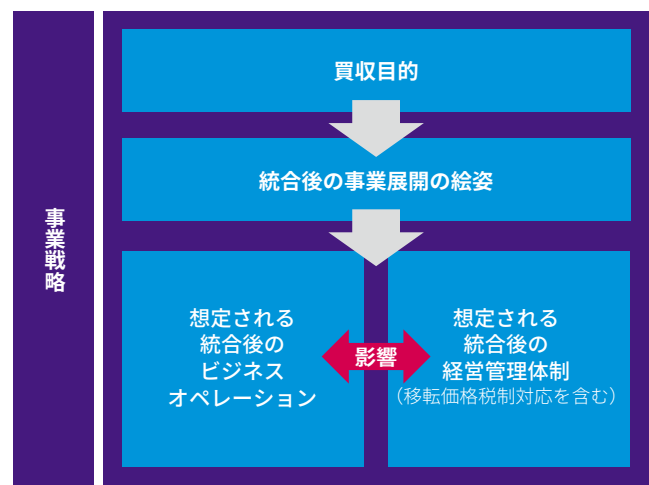 事業戦略
買収目的
統合後の事業展開の絵姿
想定される
統合後の
ビジネス
オペレーション
影響
想定される
統合後の
経営管理体制
（移転価格税制対応を含む）